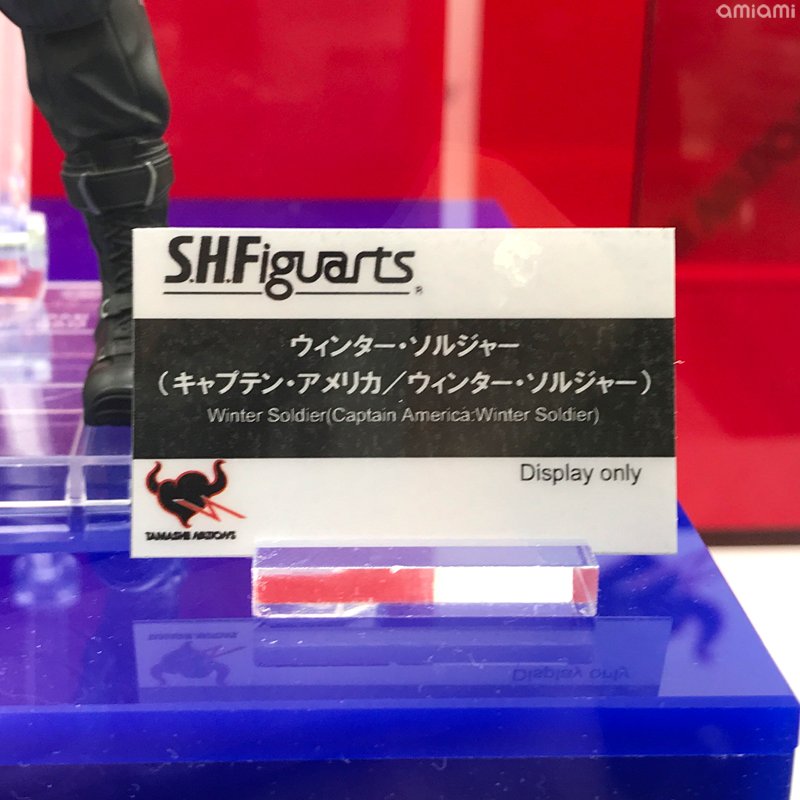 amiami
S.H.Figuarts
ウィンター・ソルジャー
（キャプテン・アメリカ／ウィンター・ソルジャー）
Winter Soldier(Captain America:Winter Soldier)
Display only
TAMASHII NATIONS